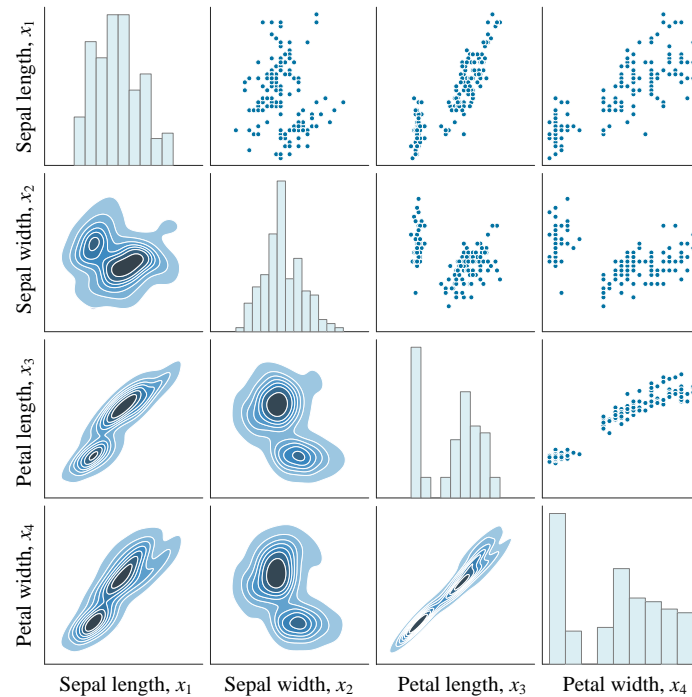 Sepal length, x₁
Sepal width, x₂
Petal length, x₃
Petal width, x₄
Sepal length, x₁
Sepal width, x₂
Petal length, x₃
Petal width, x₄